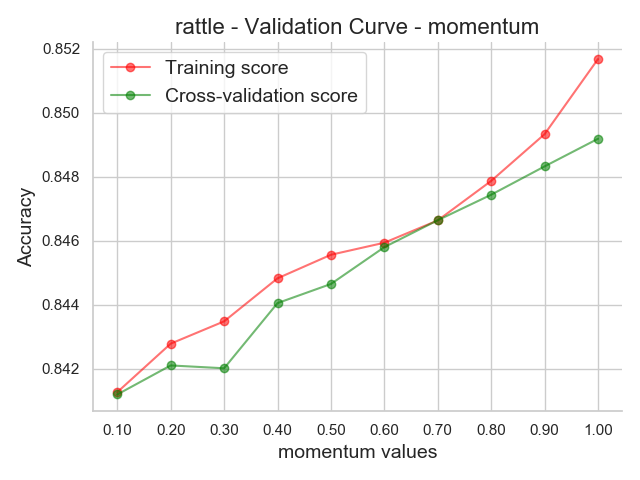 rattle - Validation Curve - momentum
Training score
Cross-validation score
0.852
0.850
0.848
0.846
0.844
0.842
Accuracy
0.10 0.20 0.30 0.40 0.50 0.60 0.70 0.80 0.90 1.00
momentum values